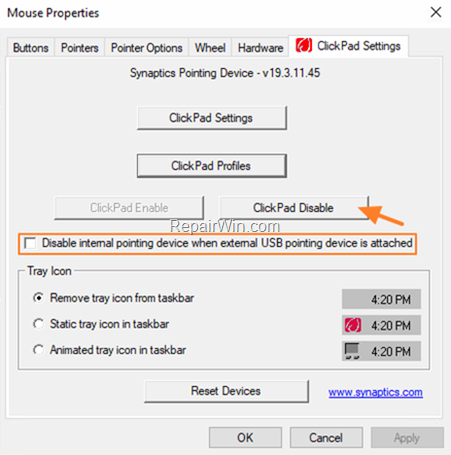 Mouse Properties
Buttons Pointers Pointer Options Wheel Hardware ClickPad Settings
Synaptics Pointing Device - v19.3.11.45
ClickPad Settings
ClickPad Profiles
ClickPad Enable ClickPad Disable
RepairWin.com
Disable internal pointing device when external USB pointing device is attached
Tray Icon
Remove tray icon from taskbar 4:20 PM
Static tray icon in taskbar 4:20 PM
Animated tray icon in taskbar 4:20 PM
Reset Devices www.synaptics.com
OK Cancel Apply